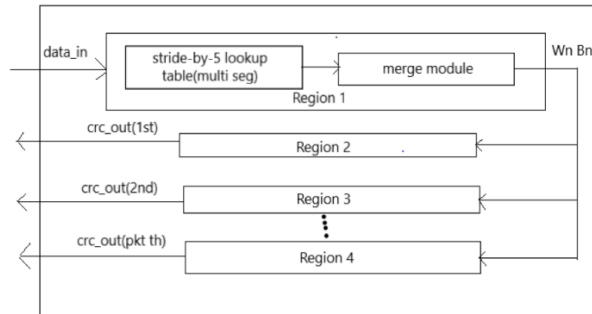 data_in
stride-by-5 lookup
table(multi seg)
merge module
Wn Bn
Region 1
crc_out(1st)
Region 2
crc_out(2nd)
Region 3
crc_out(pkt th)
Region 4